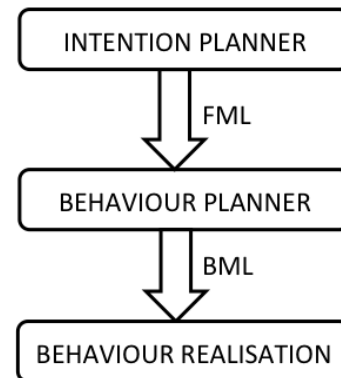 INTENTION PLANNER
FML
BEHAVIOUR PLANNER
BML
BEHAVIOUR REALISATION